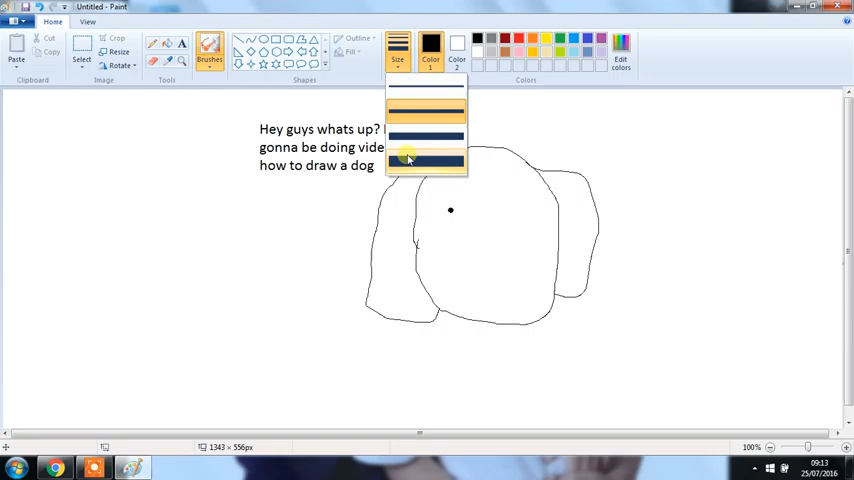 Untitled - Paint
Home
View
Paste
Cut
Copy
Clipboard
Select
Crop
Resize
Rotate
Image
Tools
Brushes
Shapes
Outline
Fill
Size
Color
1
Color
2
Colors
Edit
colors
Hey guys whats up?
gonna be doing vide
how to draw a dog
1343 × 556px
100%
09:13
25/07/2016